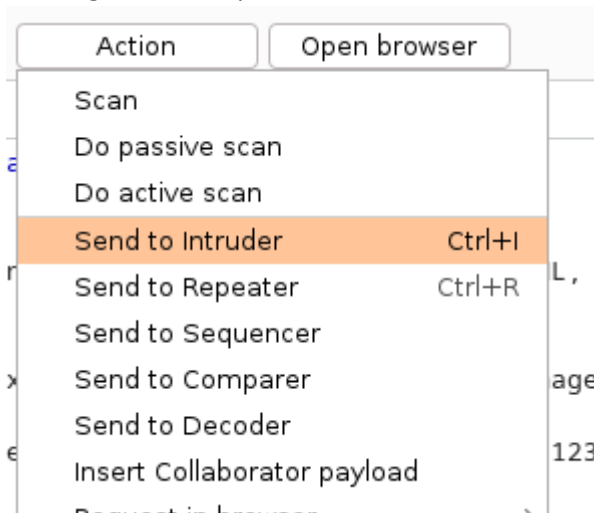 Action Open browser
Scan
Do passive scan
Do active scan
Send to Intruder Ctrl+I
Send to Repeater Ctrl+R
Send to Sequencer
Send to Comparer
Send to Decoder
Insert Collaborator payload